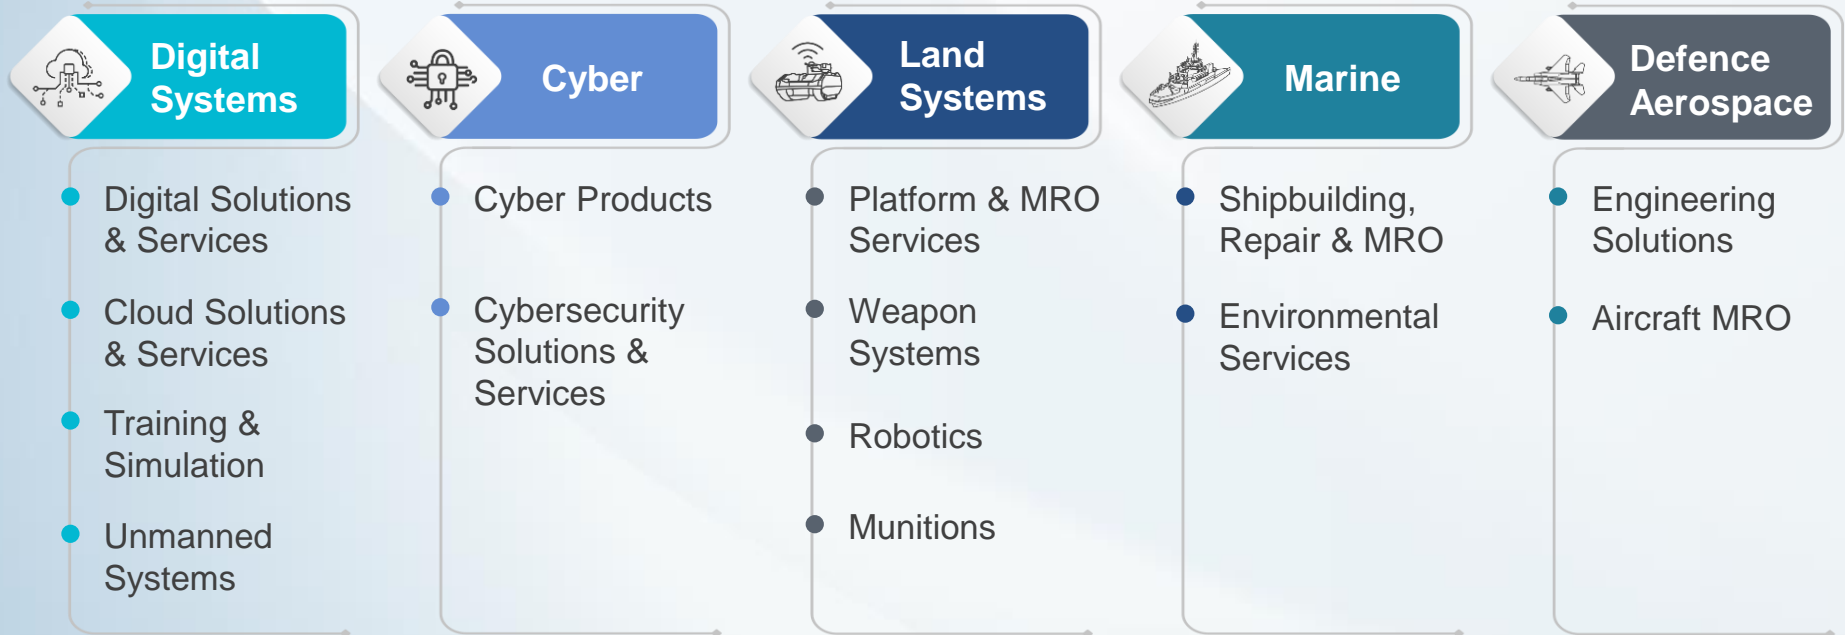 Digital
Systems
Digital Solutions
& Services
Cloud Solutions
& Services
Training &
Simulation
Unmanned
Systems
Cyber
Cyber Products
Cybersecurity
Solutions &
Services
Land
Systems
Platform & MRO
Services
Weapon
Systems
Robotics
Munitions
Marine
Shipbuilding,
Repair & MRO
Environmental
Services
Defence
Aerospace
Engineering
Solutions
Aircraft MRO